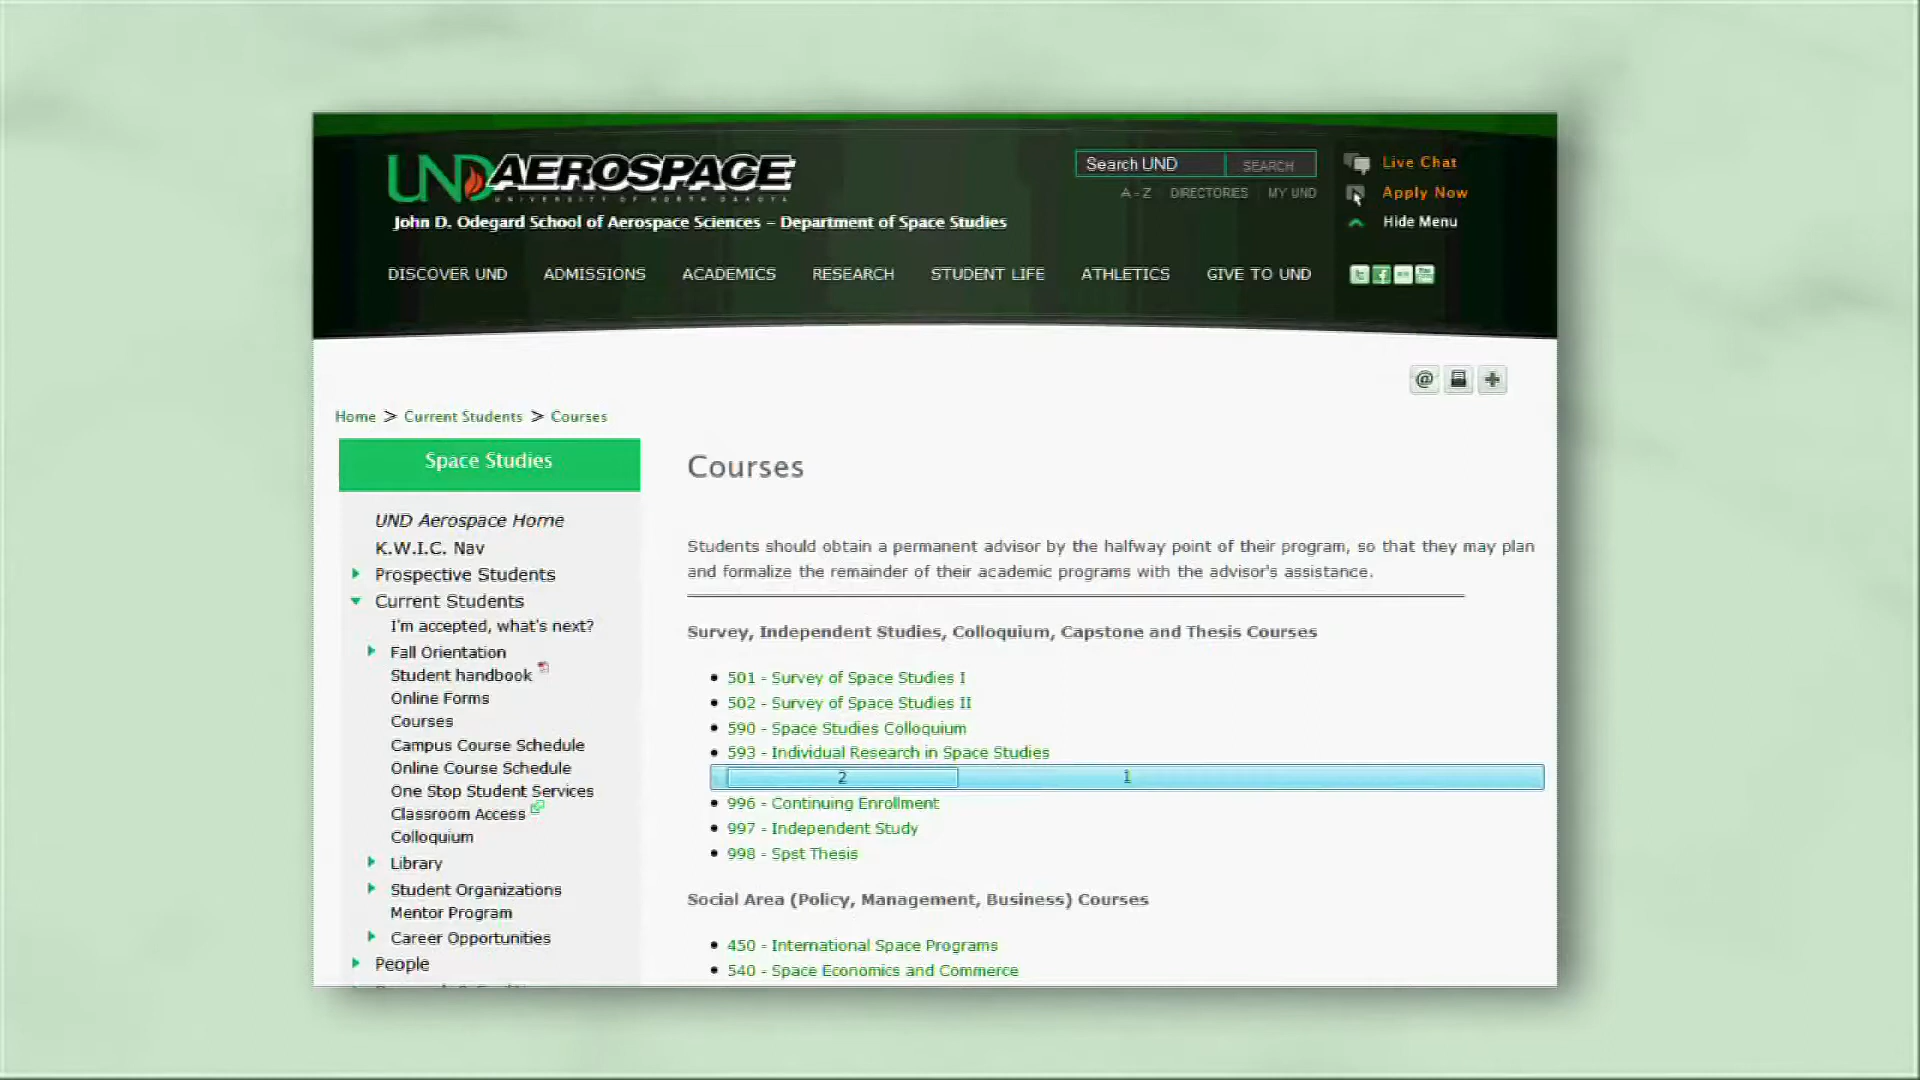 UND AEROSPACE
UNIVERSITY OF NORTH DAKOTA
John D. Odegard School of Aerospace Sciences – Department of Space Studies
Search UND
SEARCH
A - Z DIRECTORIES MY UND
Live Chat
Apply Now
Hide Menu
DISCOVER UND ADMISSIONS ACADEMICS RESEARCH STUDENT LIFE ATHLETICS GIVE TO UND
Home > Current Students > Courses
Space Studies
UND Aerospace Home
K.W.I.C. Nav
Prospective Students
Current Students
I'm accepted, what's next?
Fall Orientation
Student handbook
Online Forms
Courses
Campus Course Schedule
Online Course Schedule
One Stop Student Services
Classroom Access
Colloquium
Library
Student Organizations
Mentor Program
Career Opportunities
People
Courses
Students should obtain a permanent advisor by the halfway point of their program, so that they may plan
and formalize the remainder of their academic programs with the advisor's assistance.
Survey, Independent Studies, Colloquium, Capstone and Thesis Courses
501 - Survey of Space Studies I
502 - Survey of Space Studies II
590 - Space Studies Colloquium
593 - Individual Research in Space Studies
2 1
996 - Continuing Enrollment
997 - Independent Study
998 - Spst Thesis
Social Area (Policy, Management, Business) Courses
450 - International Space Programs
540 - Space Economics and Commerce